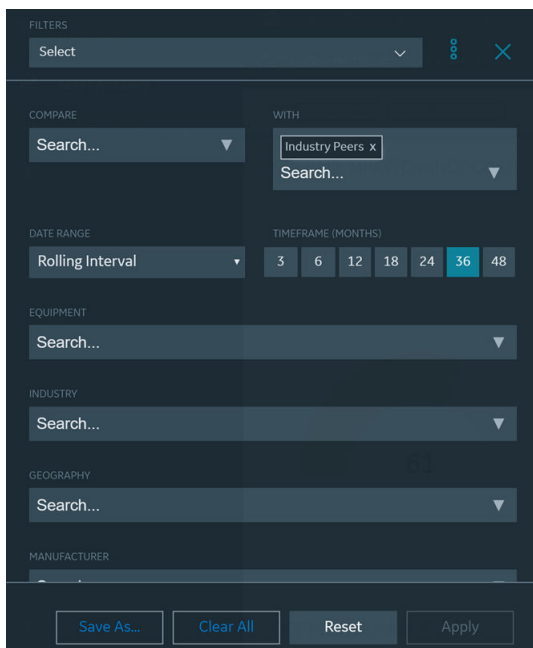 FILTERS
Select
COMPARE
WITH
Search...
Industry Peers x
Search...
DATE RANGE
TIMEFRAME (MONTHS)
Rolling Interval
3 6 12 18 24 36 48
EQUIPMENT
Search...
INDUSTRY
Search...
61
GEOGRAPHY
Search...
MANUFACTURER
Save As... Clear All Reset Apply